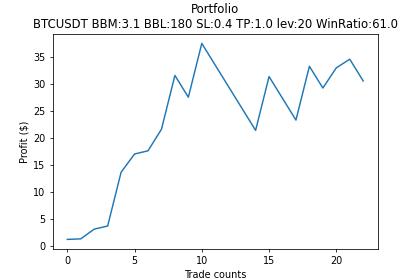 Portfolio
BTCUSDT BBM:3.1 BBL:180 SL:0.4 TP:1.0 lev:20 WinRatio:61.0
35
30
25
20
15
10
5
0
Profit ($)
0 5 10 15 20
Trade counts